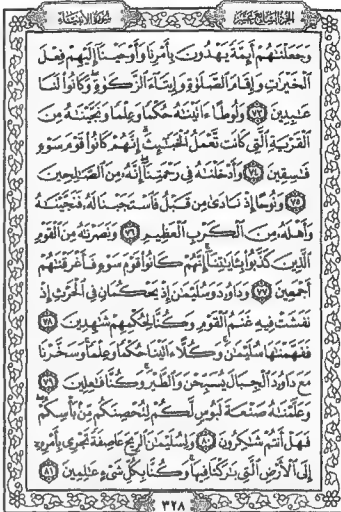 الجزء السابع عشر
سورة الأنبياء
وَجَعَلْنَٰهُمْ أَئِمَّةً يَهْدُونَ بِأَمْرِنَا وَأَوْحَيْنَآ إِلَيْهِمْ فِعْلَ
ٱلْخَيْرَٰتِ وَإِقَامَ ٱلصَّلَوٰةِ وَإِيتَآءَ ٱلزَّكَوٰةِ وَكَانُوا۟ لَنَا
عَٰبِدِينَ ٧٣ وَلُوطًا ءَاتَيْنَٰهُ حُكْمًا وَعِلْمًا وَنَجَّيْنَٰهُ مِنَ
ٱلْقَرْيَةِ ٱلَّتِى كَانَت تَّعْمَلُ ٱلْخَبَٰٓئِثَ إِنَّهُمْ كَانُوا۟ قَوْمَ سَوْءٍ
فَٰسِقِينَ ٧٤ وَأَدْخَلْنَٰهُ فِى رَحْمَتِنَآ إِنَّهُۥ مِنَ ٱلصَّٰلِحِينَ
٧٥ وَنُوحًا إِذْ نَادَىٰ مِن قَبْلُ فَٱسْتَجَبْنَا لَهُۥ فَنَجَّيْنَٰهُ
وَأَهْلَهُۥ مِنَ ٱلْكَرْبِ ٱلْعَظِيمِ ٧٦ وَنَصَرْنَٰهُ مِنَ ٱلْقَوْمِ
ٱلَّذِينَ كَذَّبُوا۟ بِـَٔايَٰتِنَآ إِنَّهُمْ كَانُوا۟ قَوْمَ سَوْءٍ فَأَغْرَقْنَٰهُمْ
أَجْمَعِينَ ٧٧ وَدَاوُۥدَ وَسُلَيْمَٰنَ إِذْ يَحْكُمَانِ فِى ٱلْحَرْثِ إِذْ
نَفَشَتْ فِيهِ غَنَمُ ٱلْقَوْمِ وَكُنَّا لِحُكْمِهِمْ شَٰهِدِينَ ٧٨
فَفَهَّمْنَٰهَا سُلَيْمَٰنَ وَكُلًّا ءَاتَيْنَا حُكْمًا وَعِلْمًا وَسَخَّرْنَا
مَعَ دَاوُۥدَ ٱلْجِبَالَ يُسَبِّحْنَ وَٱلطَّيْرَ وَكُنَّا فَٰعِلِينَ ٧٩
وَعَلَّمْنَٰهُ صَنْعَةَ لَبُوسٍ لَّكُمْ لِتُحْصِنَكُم مِّنۢ بَأْسِكُمْ
فَهَلْ أَنتُمْ شَٰكِرُونَ ٨٠ وَلِسُلَيْمَٰنَ ٱلرِّيحَ عَاصِفَةً تَجْرِى بِأَمْرِهِۦٓ
إِلَى ٱلْأَرْضِ ٱلَّتِى بَٰرَكْنَا فِيهَا وَكُنَّا بِكُلِّ شَىْءٍ عَٰلِمِينَ ٨١
٣٢٨